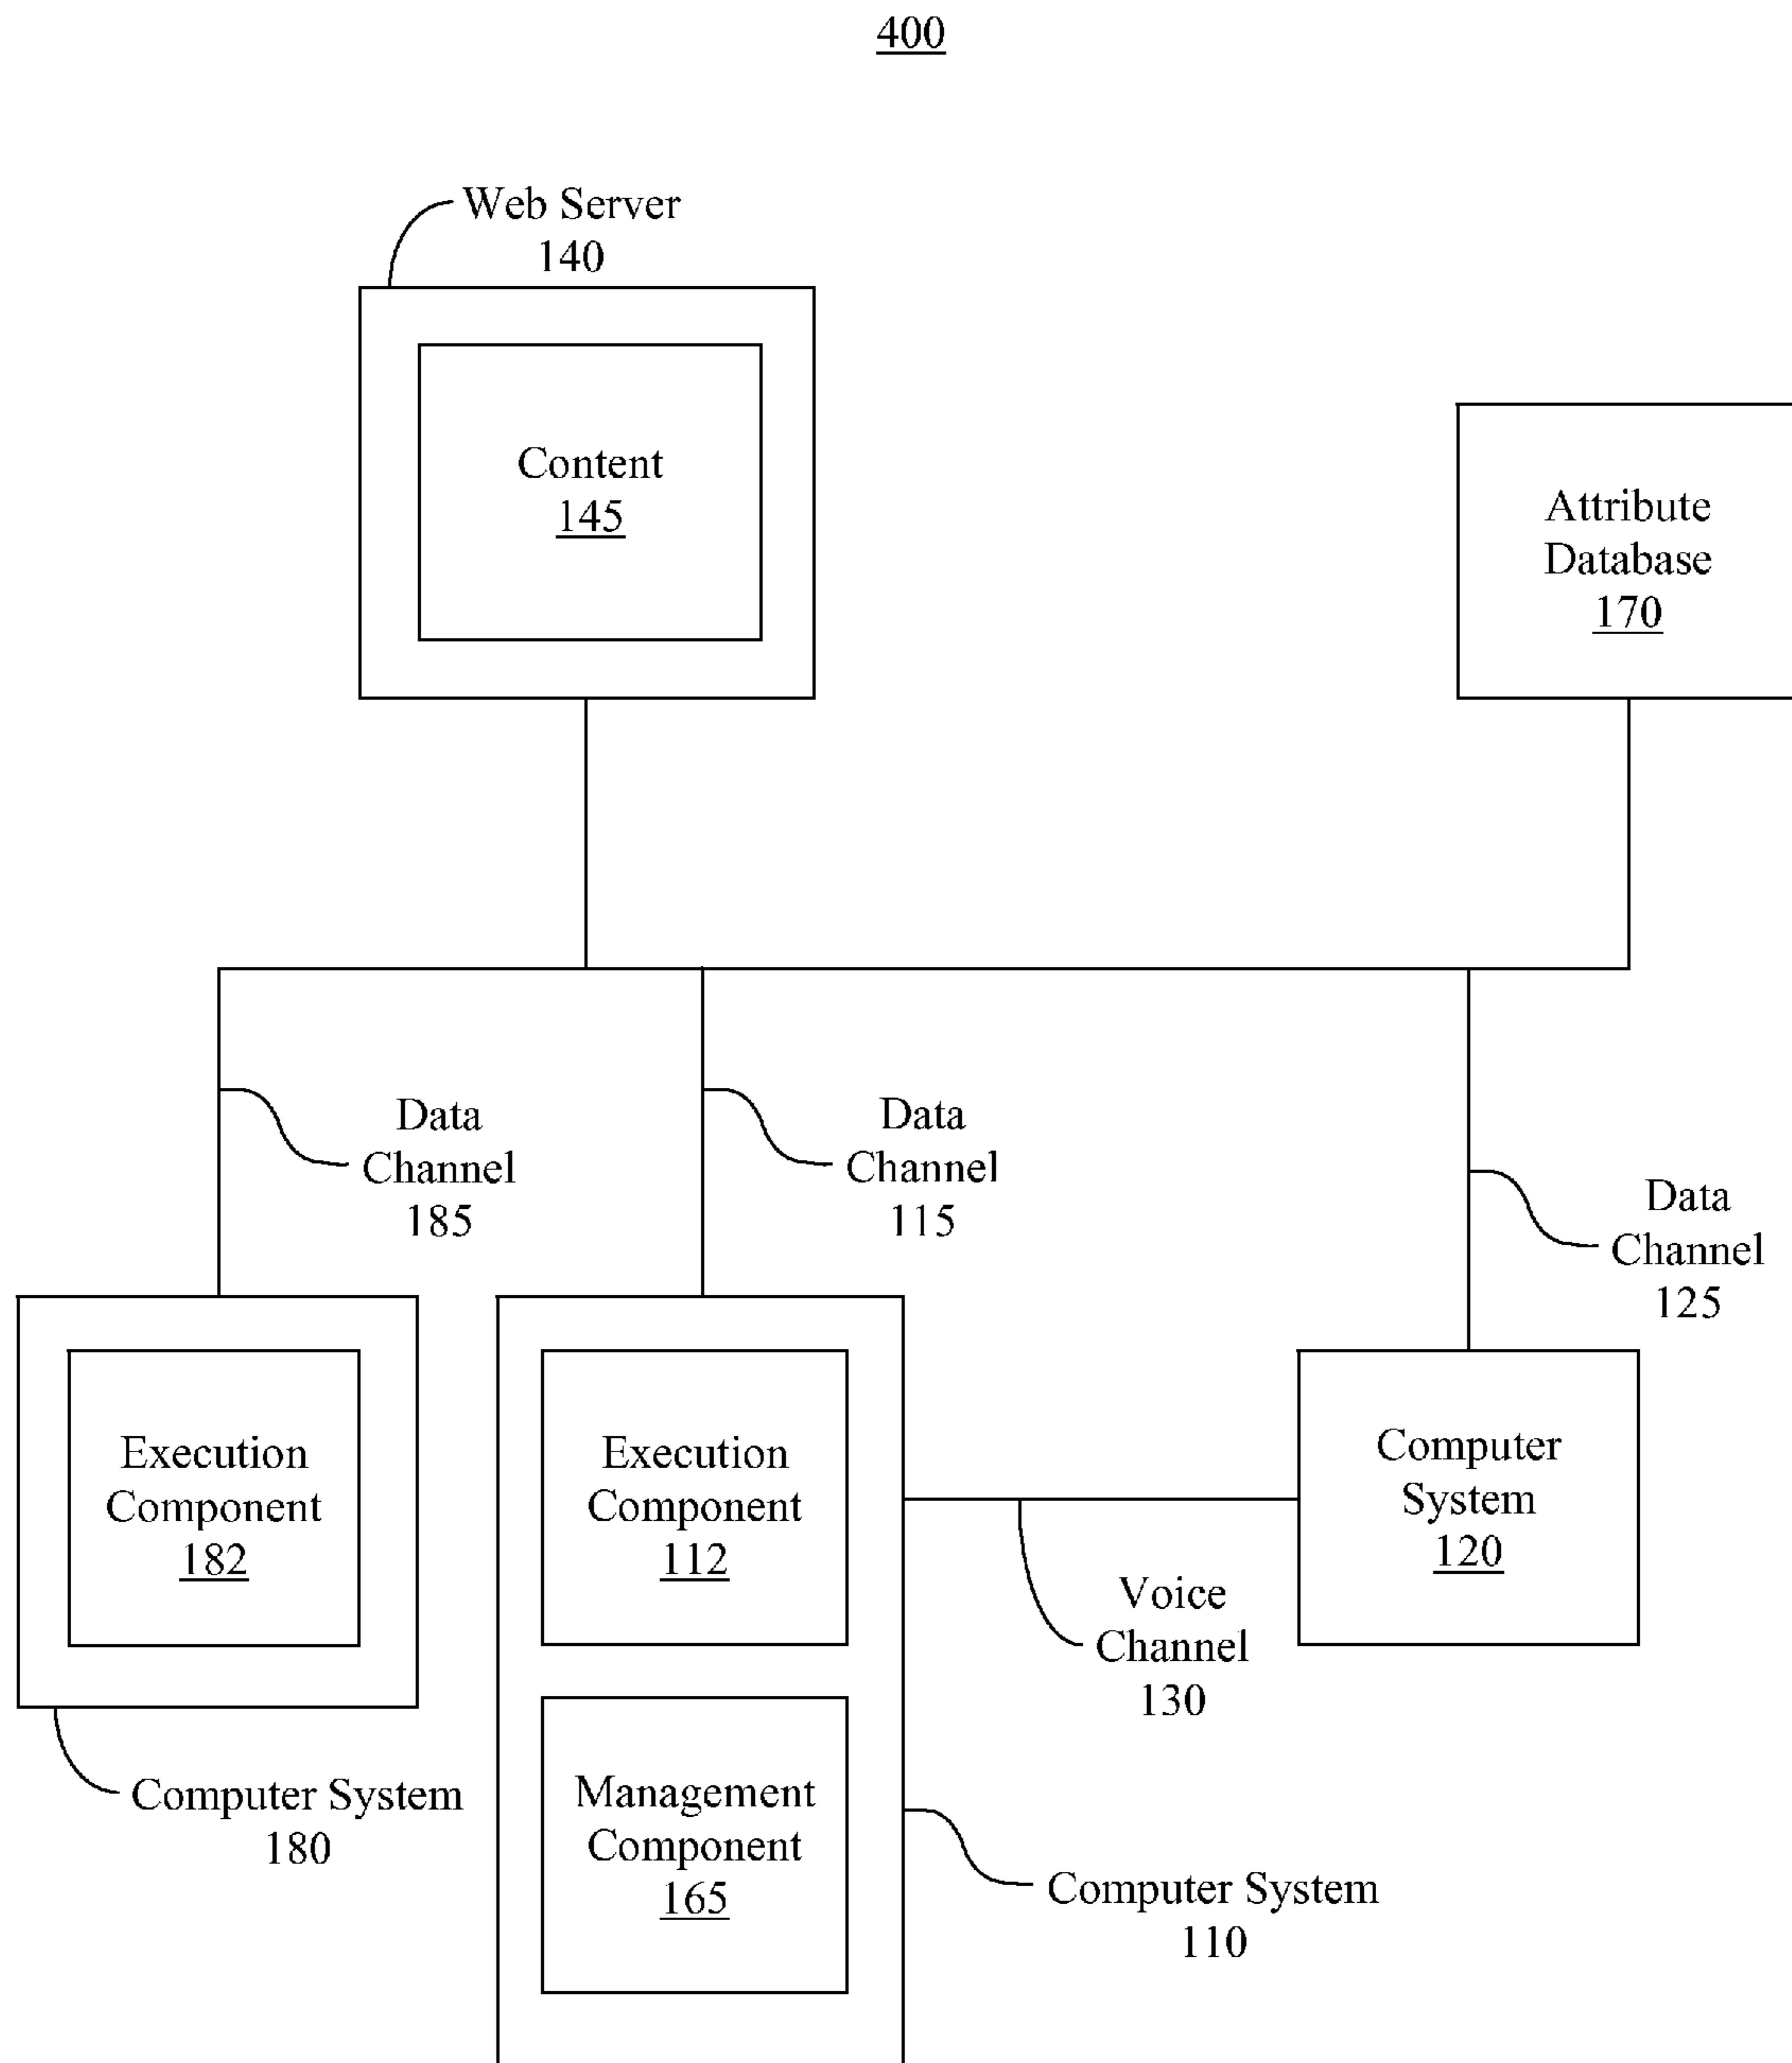 400
Web Server
140
Content
145
Attribute
Database
170
Data
Channel
185
Data
Channel
115
Data
Channel
125
Execution
Component
182
Execution
Component
112
Computer
System
120
Voice
Channel
130
Management
Component
165
Computer System
180
Computer System
110